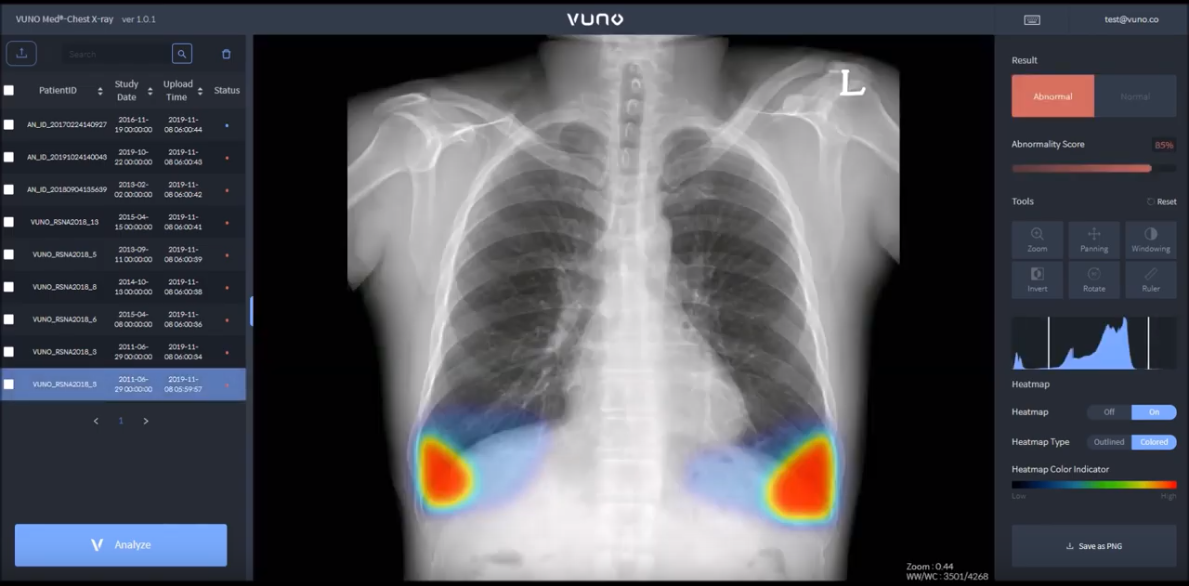 VUNO Med®-Chest X-ray ver 1.0.1
VUNO
test@vuno.co
Search
PatientID
Study Date
Upload Time
Status
AN_ID_20170224140927 2016-11-19 00:00:00 2019-11-08 06:00:44
AN_ID_20191024140043 2019-10-22 00:00:00 2019-11-08 06:00:43
AN_ID_20180904135639 2013-02-02 00:00:00 2019-11-08 06:00:42
VUNO_RSNA2018_13 2015-04-15 00:00:00 2019-11-08 06:00:41
VUNO_RSNA2018_5 2013-09-11 00:00:00 2019-11-08 06:00:39
VUNO_RSNA2018_8 2014-10-13 00:00:00 2019-11-08 06:00:38
VUNO_RSNA2018_6 2015-04-08 00:00:00 2019-11-08 06:00:36
VUNO_RSNA2018_3 2011-06-29 00:00:00 2019-11-08 06:00:34
VUNO_RSNA2018_3 2011-06-29 00:00:00 2019-11-08 05:59:57
1
Analyze
L
Zoom : 0.44
WW/WC : 3501/4268
Result
Abnormal Normal
Abnormality Score 85%
Tools Reset
Zoom Panning Windowing
Invert Rotate Ruler
Heatmap
Heatmap Off On
Heatmap Type Outlined Colored
Heatmap Color Indicator
Low High
Save as PNG